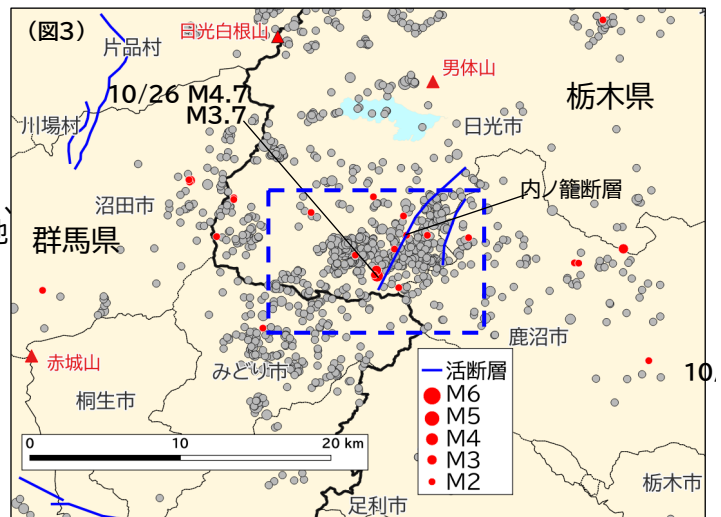 (図3)
日光白根山
片品村
男体山
10/26 M4.7
M3.7
栃木県
川場村
日光市
内ノ籠断層
沼田市
群馬県
鹿沼市
赤城山
みどり市
活断層
M6
10/
桐生市
M5
M4
0 10 20 km
M3
M2
栃木市
足利市